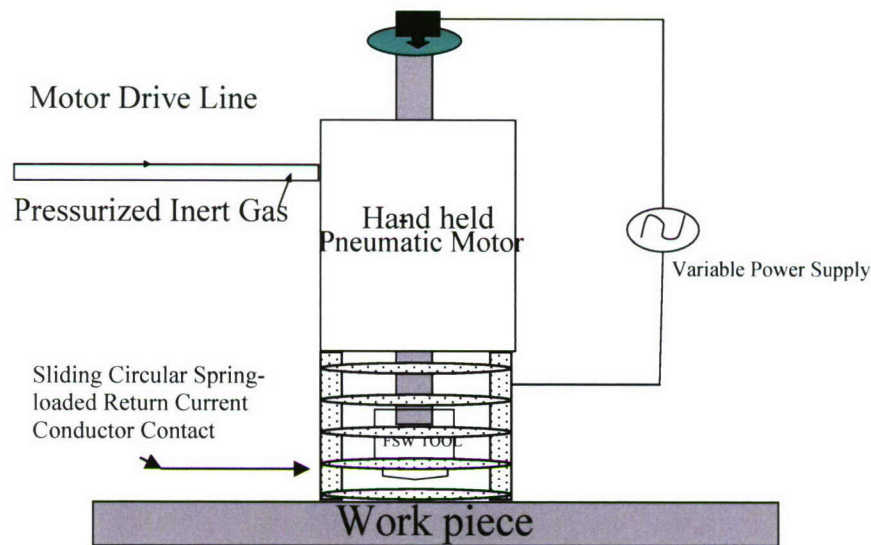 Motor Drive Line
Pressurized Inert Gas
Hand held
Pneumatic Motor
Variable Power Supply
Sliding Circular Spring-
loaded Return Current
Conductor Contact
FSW TOOL
Work piece